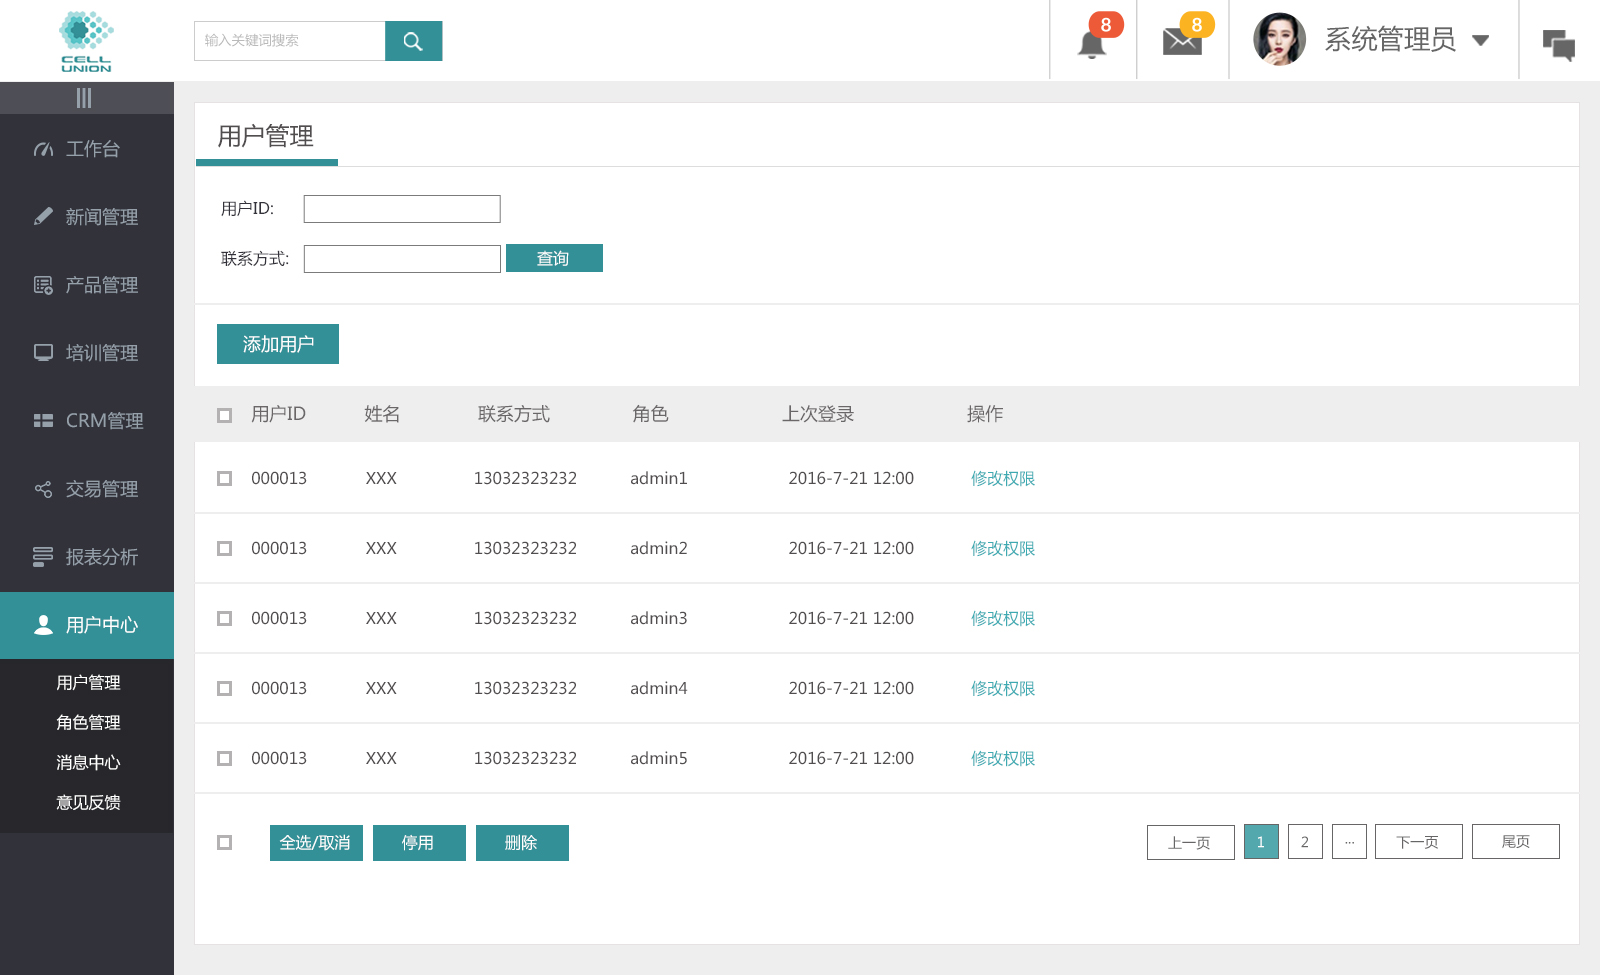 CELL
UNION
输入关键词搜索
8
8
系统管理员
工作台
新闻管理
产品管理
培训管理
CRM管理
交易管理
报表分析
用户中心
用户管理
角色管理
消息中心
意见反馈
用户管理
用户ID:
联系方式:
查询
添加用户
用户ID 姓名 联系方式 角色 上次登录 操作
000013 XXX 13032323232 admin1 2016-7-21 12:00 修改权限
000013 XXX 13032323232 admin2 2016-7-21 12:00 修改权限
000013 XXX 13032323232 admin3 2016-7-21 12:00 修改权限
000013 XXX 13032323232 admin4 2016-7-21 12:00 修改权限
000013 XXX 13032323232 admin5 2016-7-21 12:00 修改权限
全选/取消 停用 删除 上一页 1 2 ... 下一页 尾页